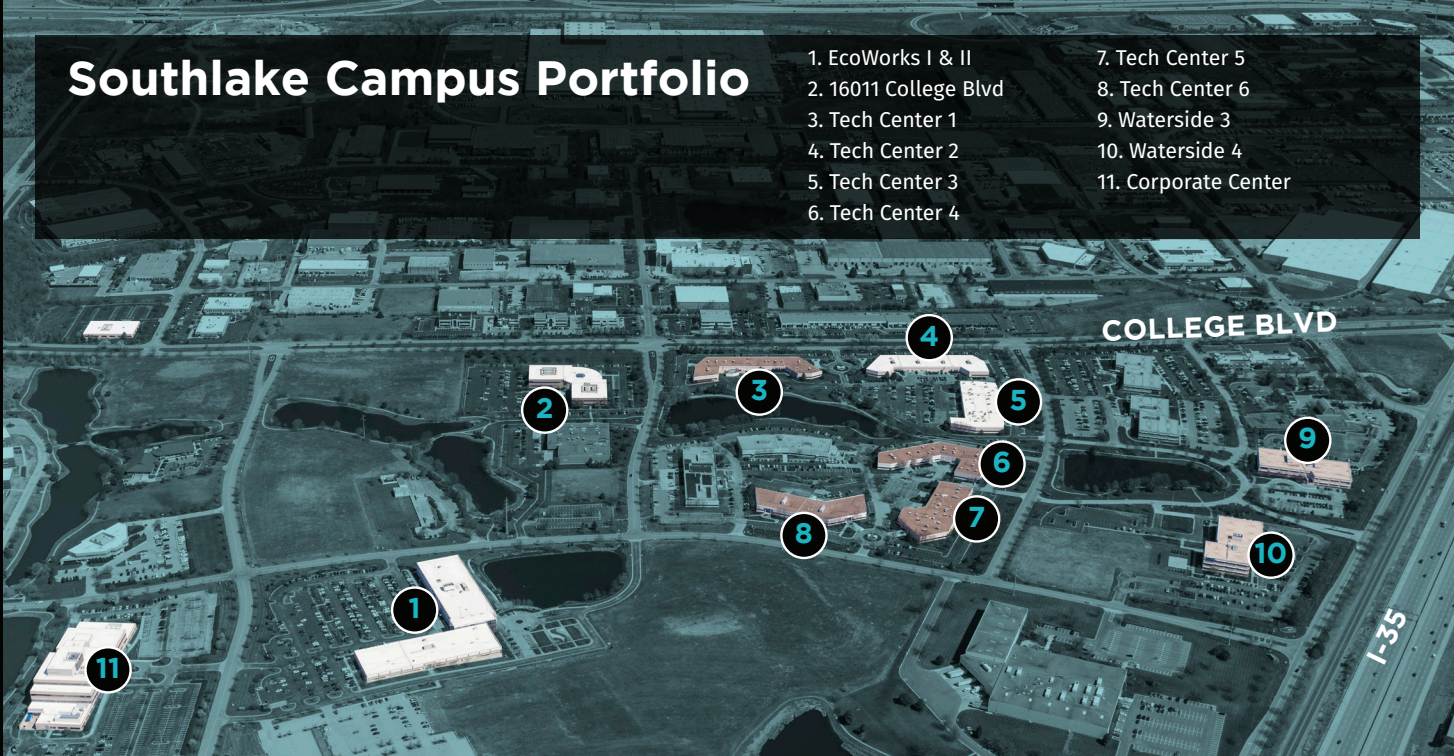 Southlake Campus Portfolio
1. EcoWorks I & II
2. 16011 College Blvd
3. Tech Center 1
4. Tech Center 2
5. Tech Center 3
6. Tech Center 4
7. Tech Center 5
8. Tech Center 6
9. Waterside 3
10. Waterside 4
11. Corporate Center
COLLEGE BLVD
4
3
5
2
9
6
7
8
10
1
I-35
11